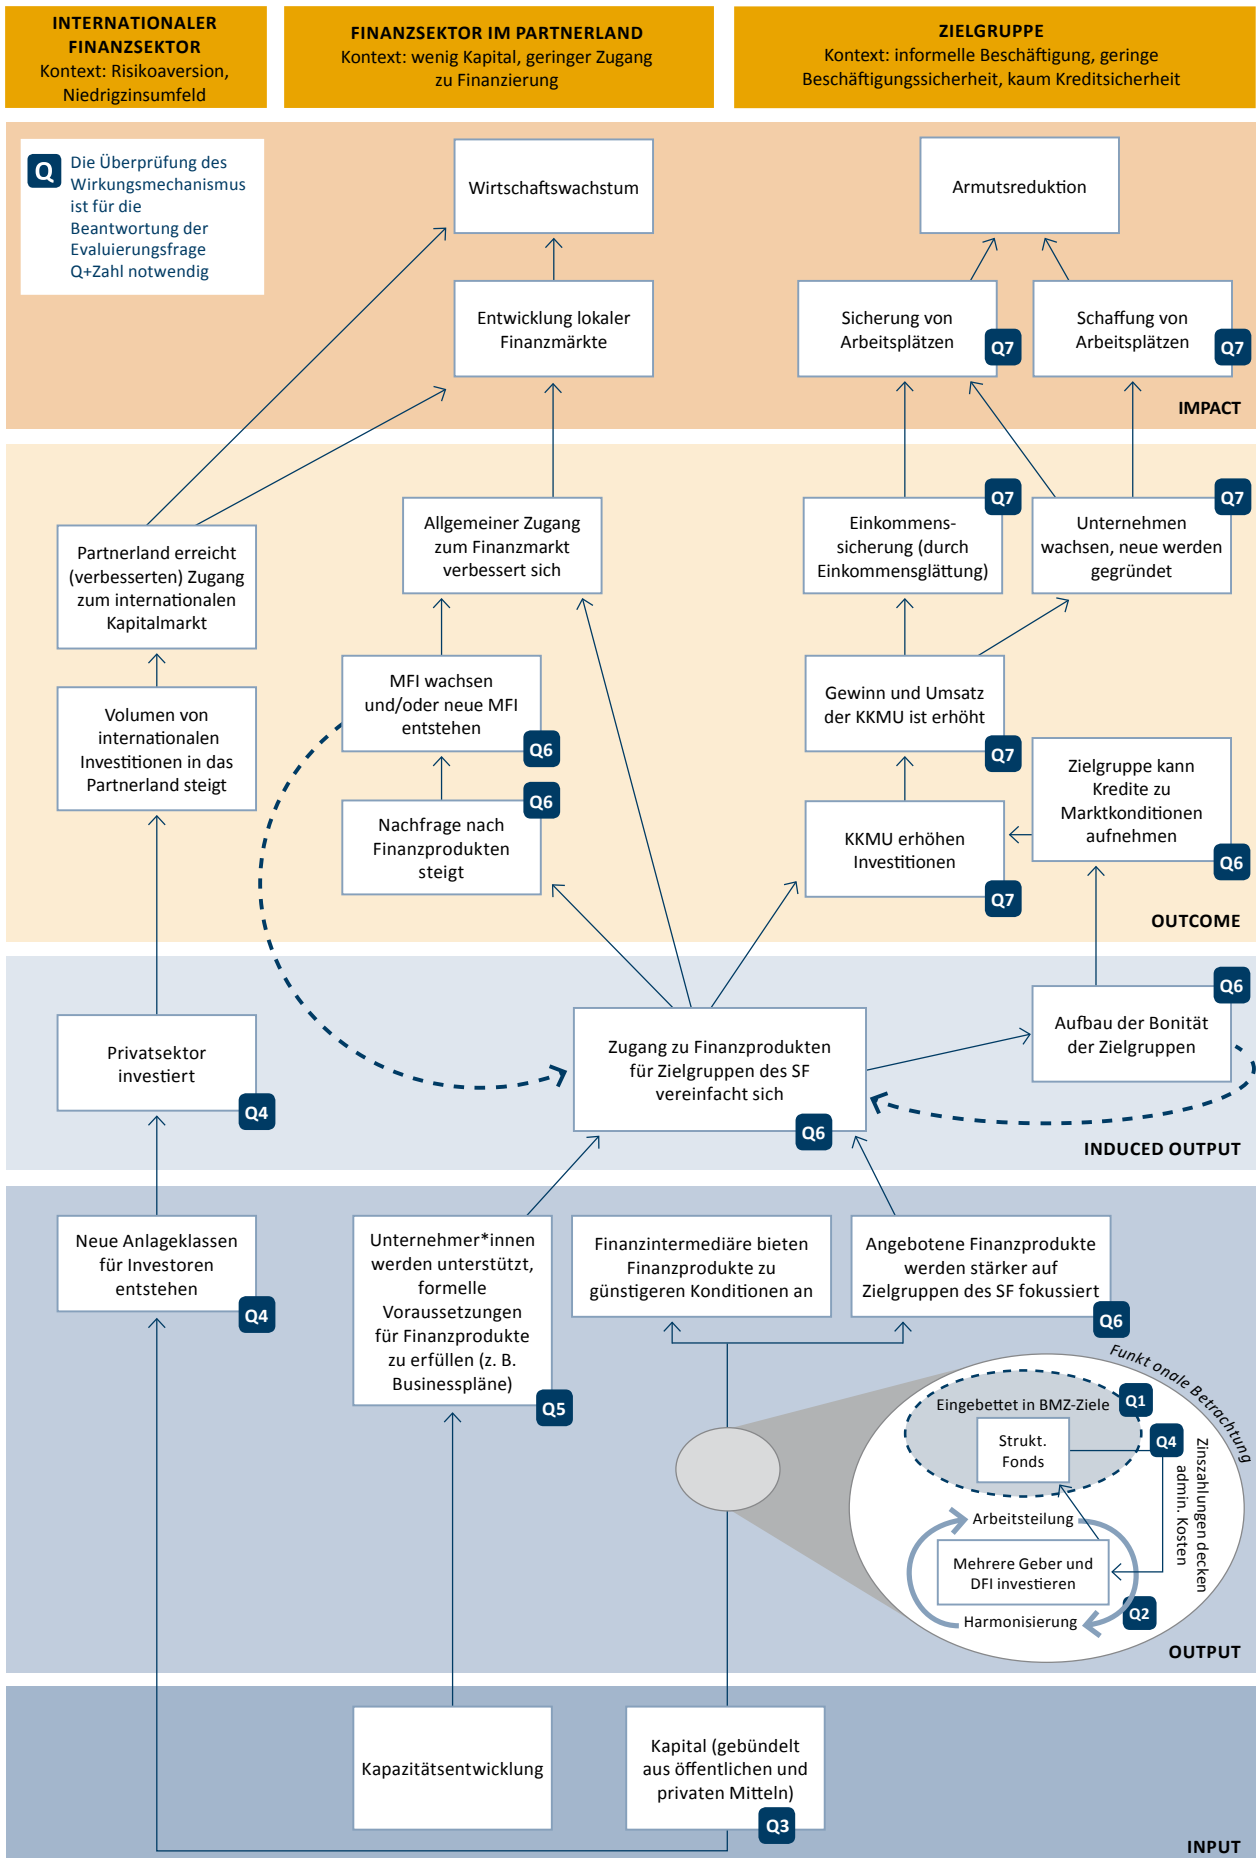 INTERNATIONALER
FINANZSEKTOR
Kontext: Risikoaversion,
Niedrigzinsumfeld
FINANZSEKTOR IM PARTNERLAND
Kontext: wenig Kapital, geringer Zugang
zu Finanzierung
ZIELGRUPPE
Kontext: informelle Beschäftigung, geringe
Beschäftigungssicherheit, kaum Kreditsicherheit
Q
Die Überprüfung des
Wirkungsmechanismus
ist für die
Beantwortung der
Evaluierungsfrage
Q+Zahl notwendig
Wirtschaftswachstum
Armutsreduktion
Entwicklung lokaler
Finanzmärkte
Sicherung von
Arbeitsplätzen
Q7
Schaffung von
Arbeitsplätzen
Q7
IMPACT
Partnerland erreicht
(verbesserten) Zugang
zum internationalen
Kapitalmarkt
Allgemeiner Zugang
zum Finanzmarkt
verbessert sich
Q7
Einkommens-
sicherung (durch
Einkommensglättung)
Q7
Unternehmen
wachsen, neue werden
gegründet
Volumen von
internationalen
Investitionen in das
Partnerland steigt
MFI wachsen
und/oder neue MFI
entstehen
Q6
Gewinn und Umsatz
der KKMU ist erhöht
Q7
Q6
Nachfrage nach
Finanzprodukten
steigt
KKMU erhöhen
Investitionen
Q7
Zielgruppe kann
Kredite zu
Marktkonditionen
aufnehmen
Q6
OUTCOME
Privatsektor
investiert
Q4
Zugang zu Finanzprodukten
für Zielgruppen des SF
vereinfacht sich
Q6
Q6
Aufbau der Bonität
der Zielgruppen
INDUCED OUTPUT
Neue Anlageklassen
für Investoren
entstehen
Q4
Unternehmer*innen
werden unterstützt,
formelle
Voraussetzungen
für Finanzprodukte
zu erfüllen (z. B.
Businesspläne)
Q5
Finanzintermediäre bieten
Finanzprodukte zu
günstigeren Konditionen an
Angebotene Finanzprodukte
werden stärker auf
Zielgruppen des SF fokussiert
Q6
Funkt onale Betrachtung
Eingebettet in BMZ-Ziele
Q1
Strukt.
Fonds
Q4
Zinszahlungen decken
admin. Kosten
Arbeitsteilung
Mehrere Geber und
DFI investieren
Harmonisierung
Q2
OUTPUT
Kapazitätsentwicklung
Kapital (gebündelt
aus öffentlichen und
privaten Mitteln)
Q3
INPUT